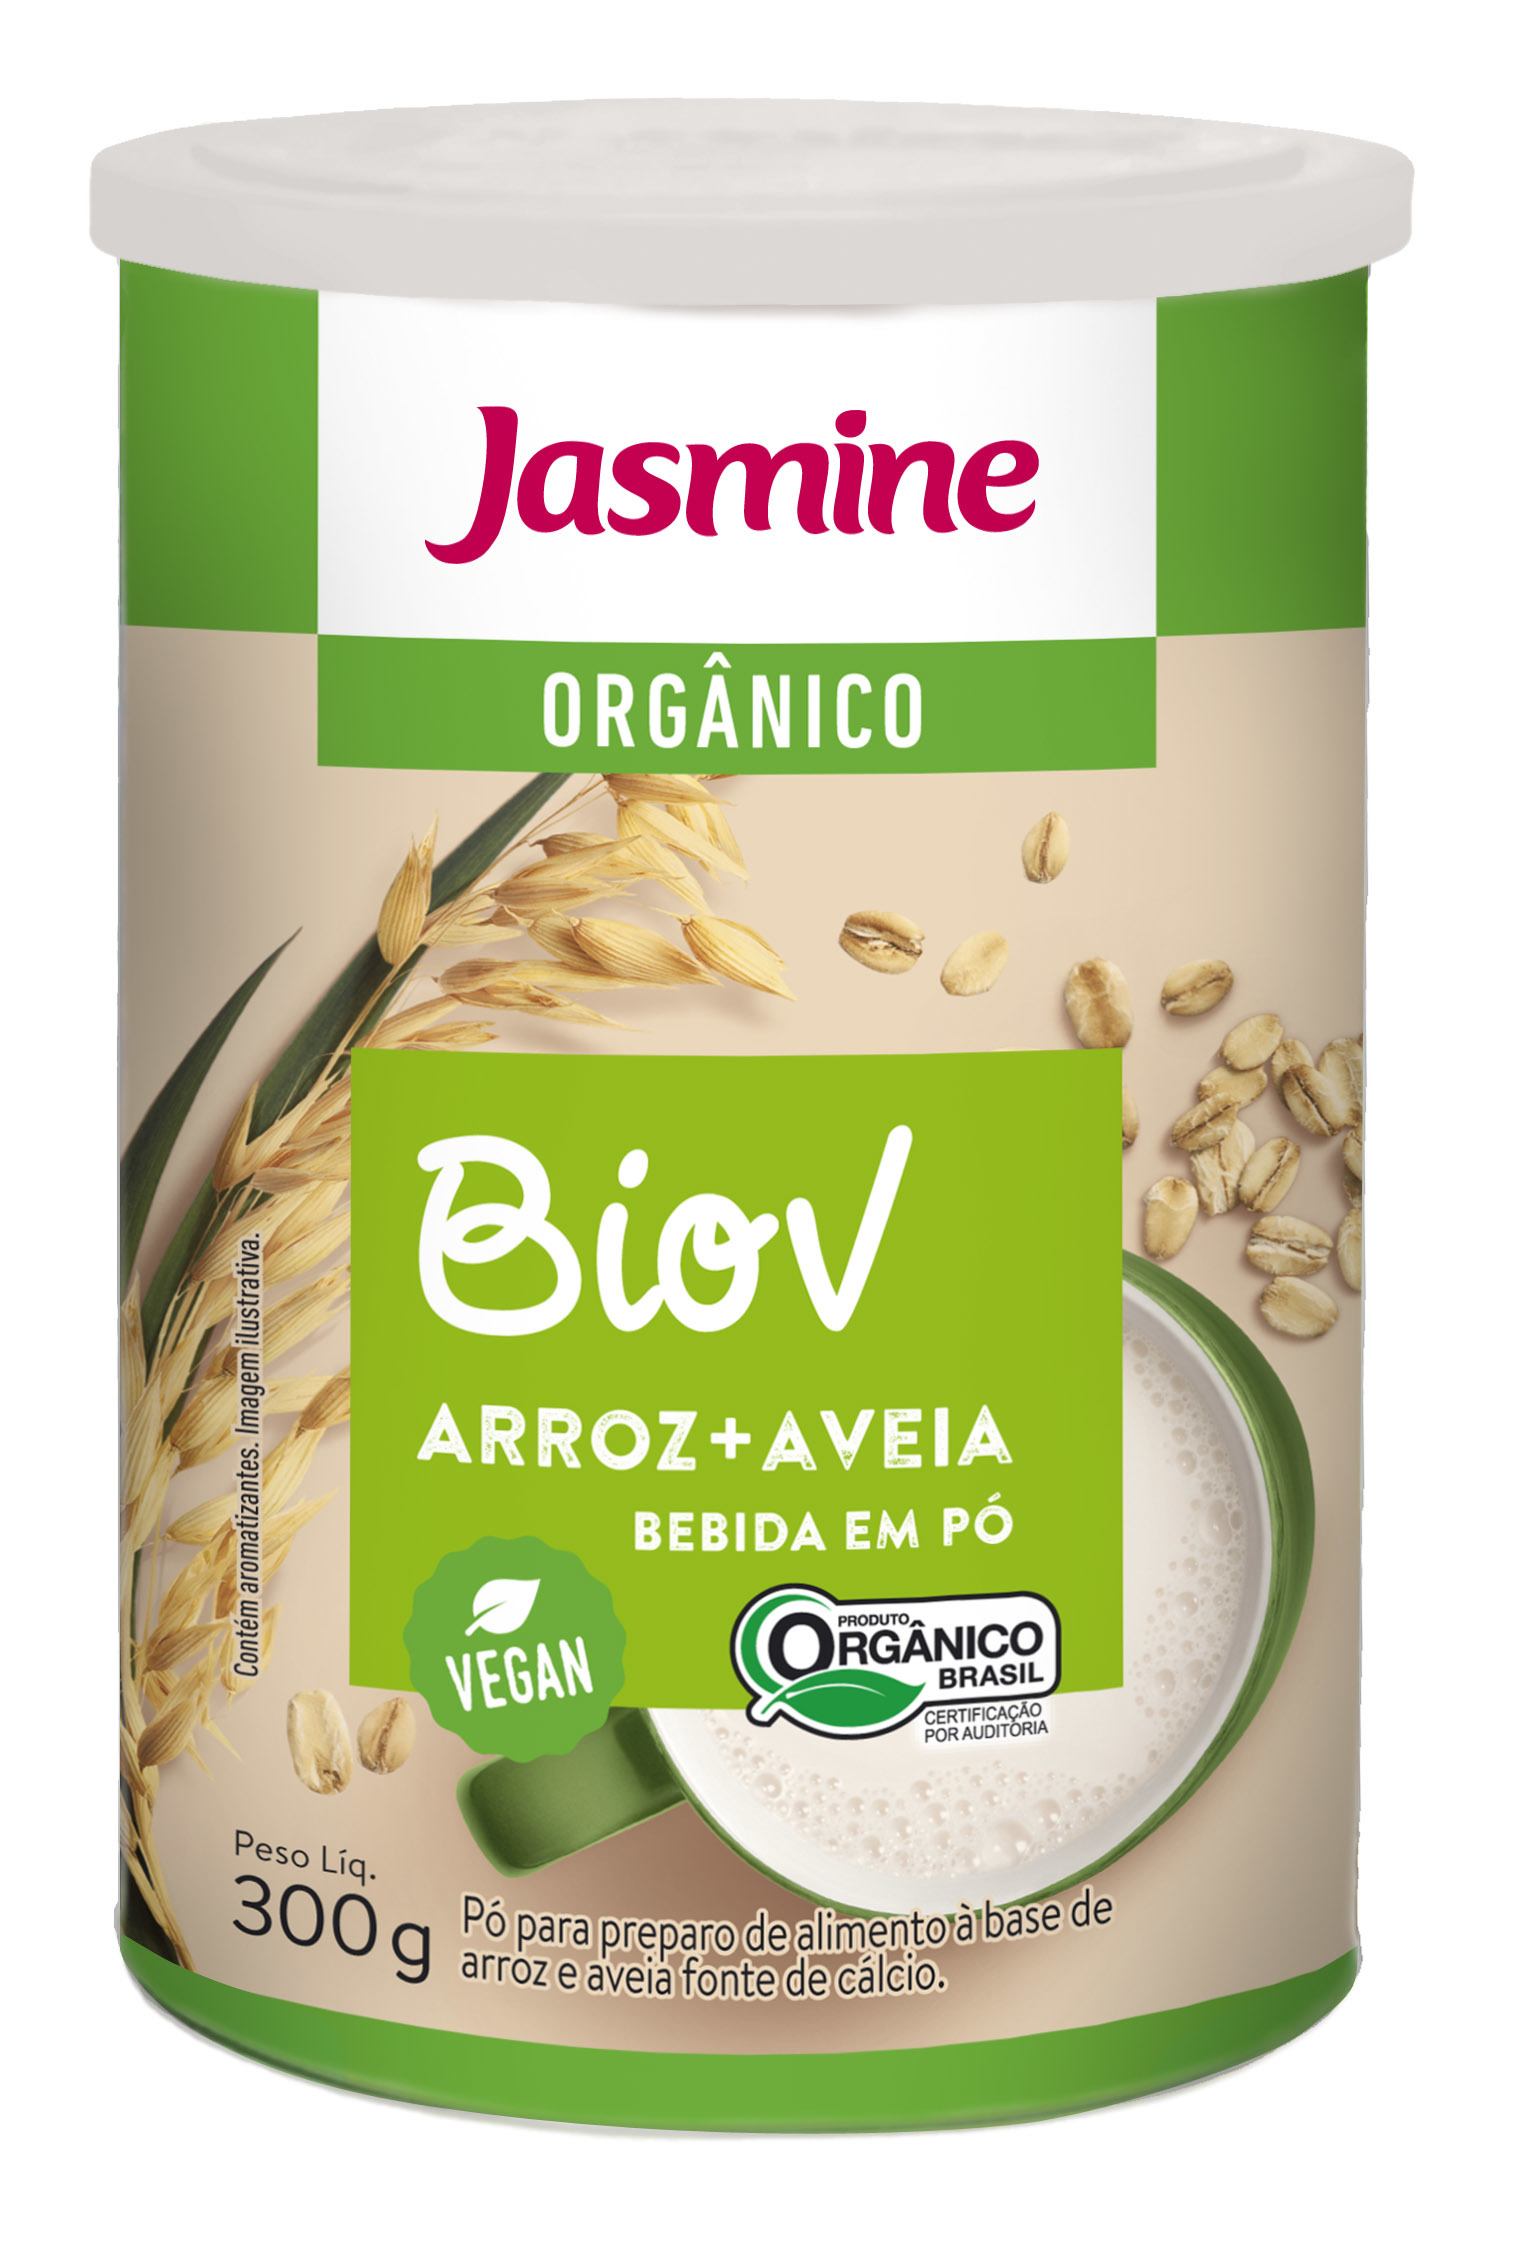 Jasmine
ORGÂNICO
BioV
ARROZ+AVEIA
BEBIDA EM PÓ
VEGAN
PRODUTO
ORGÂNICO
BRASIL
CERTIFICAÇÃO
POR AUDITORIA
Contém aromatizantes. Imagem ilustrativa.
Peso Líq.
300g
Pó para preparo de alimento à base de
arroz e aveia fonte de cálcio.